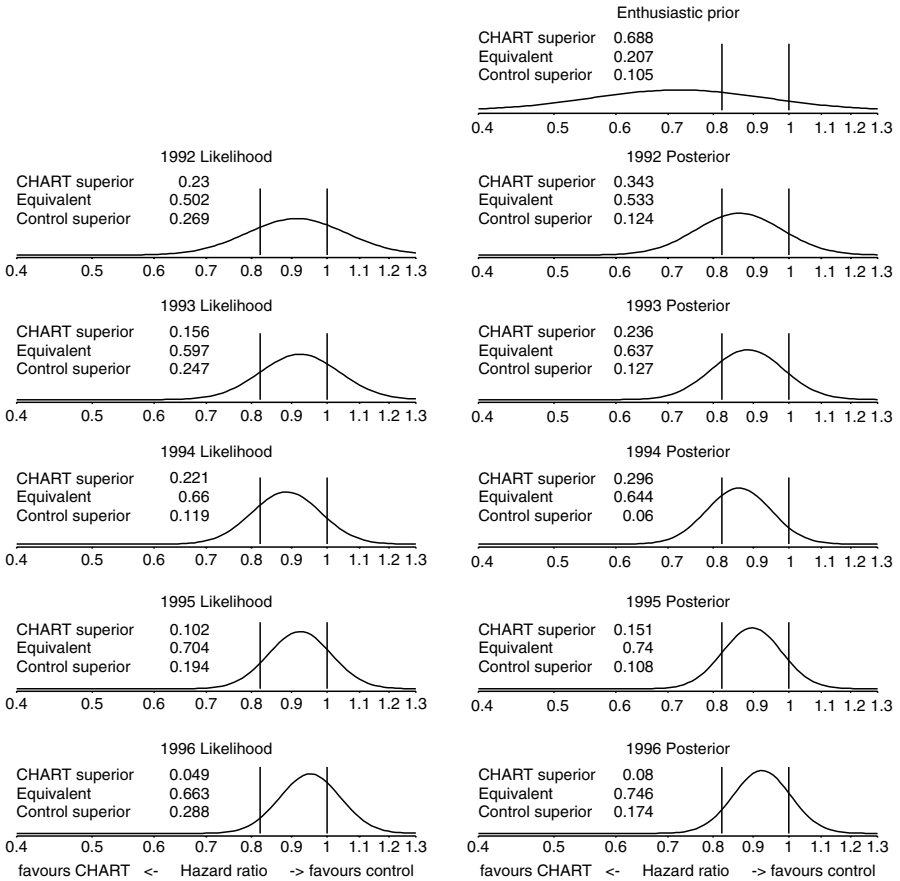 Enthusiastic prior
CHART superior 0.688
Equivalent 0.207
Control superior 0.105
0.4 0.5 0.6 0.7 0.8 0.9 1 1.1 1.2 1.3
1992 Likelihood
CHART superior 0.23
Equivalent 0.502
Control superior 0.269
0.4 0.5 0.6 0.7 0.8 0.9 1 1.1 1.2 1.3
1992 Posterior
CHART superior 0.343
Equivalent 0.533
Control superior 0.124
0.4 0.5 0.6 0.7 0.8 0.9 1 1.1 1.2 1.3
1993 Likelihood
CHART superior 0.156
Equivalent 0.597
Control superior 0.247
0.4 0.5 0.6 0.7 0.8 0.9 1 1.1 1.2 1.3
1993 Posterior
CHART superior 0.236
Equivalent 0.637
Control superior 0.127
0.4 0.5 0.6 0.7 0.8 0.9 1 1.1 1.2 1.3
1994 Likelihood
CHART superior 0.221
Equivalent 0.66
Control superior 0.119
0.4 0.5 0.6 0.7 0.8 0.9 1 1.1 1.2 1.3
1994 Posterior
CHART superior 0.296
Equivalent 0.644
Control superior 0.06
0.4 0.5 0.6 0.7 0.8 0.9 1 1.1 1.2 1.3
1995 Likelihood
CHART superior 0.102
Equivalent 0.704
Control superior 0.194
0.4 0.5 0.6 0.7 0.8 0.9 1 1.1 1.2 1.3
1995 Posterior
CHART superior 0.151
Equivalent 0.74
Control superior 0.108
0.4 0.5 0.6 0.7 0.8 0.9 1 1.1 1.2 1.3
1996 Likelihood
CHART superior 0.049
Equivalent 0.663
Control superior 0.288
0.4 0.5 0.6 0.7 0.8 0.9 1 1.1 1.2 1.3
favours CHART <- Hazard ratio -> favours control
1996 Posterior
CHART superior 0.08
Equivalent 0.746
Control superior 0.174
0.4 0.5 0.6 0.7 0.8 0.9 1 1.1 1.2 1.3
favours CHART <- Hazard ratio -> favours control